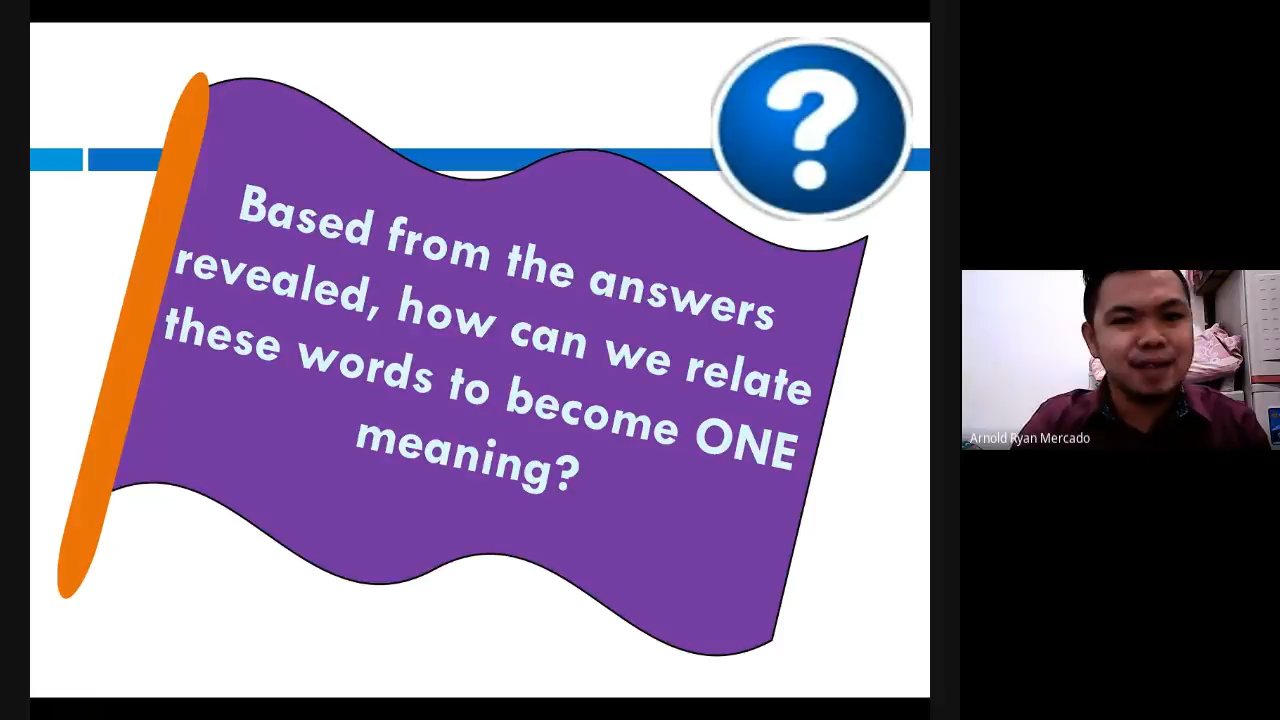 Based from the answers
revealed, how can we relate
these words to become ONE
meaning?
?
Arnold Ryan Mercado